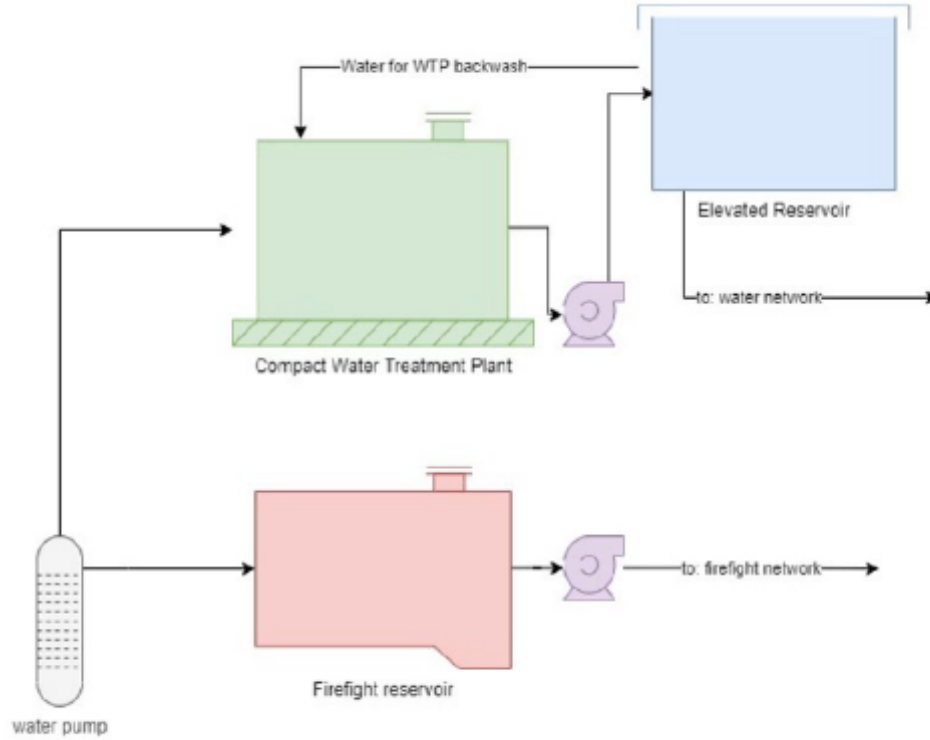 Water for WTP backwash
Elevated Reservoir
to: water network
Compact Water Treatment Plant
to: firefight network
Firefight reservoir
water pump